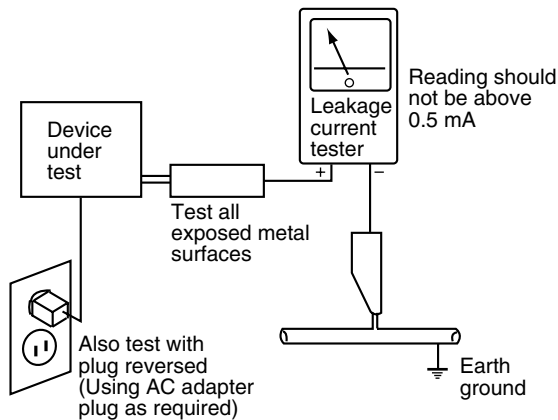 Device
under
test
Leakage
current
tester
+ −
Reading should
not be above
0.5 mA
Test all
exposed metal
surfaces
Also test with
plug reversed
(Using AC adapter
plug as required)
Earth
ground